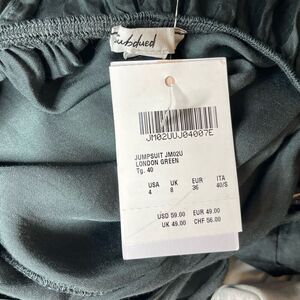 Subdued
JM02UUJ04007E
JUMPSUIT JM02U
LONDON GREEN
Tg. 40
USA UK EUR ITA
4 8 36 40/S
USD 59.00 EUR 49.00
UK 49.00 CHF 56.00